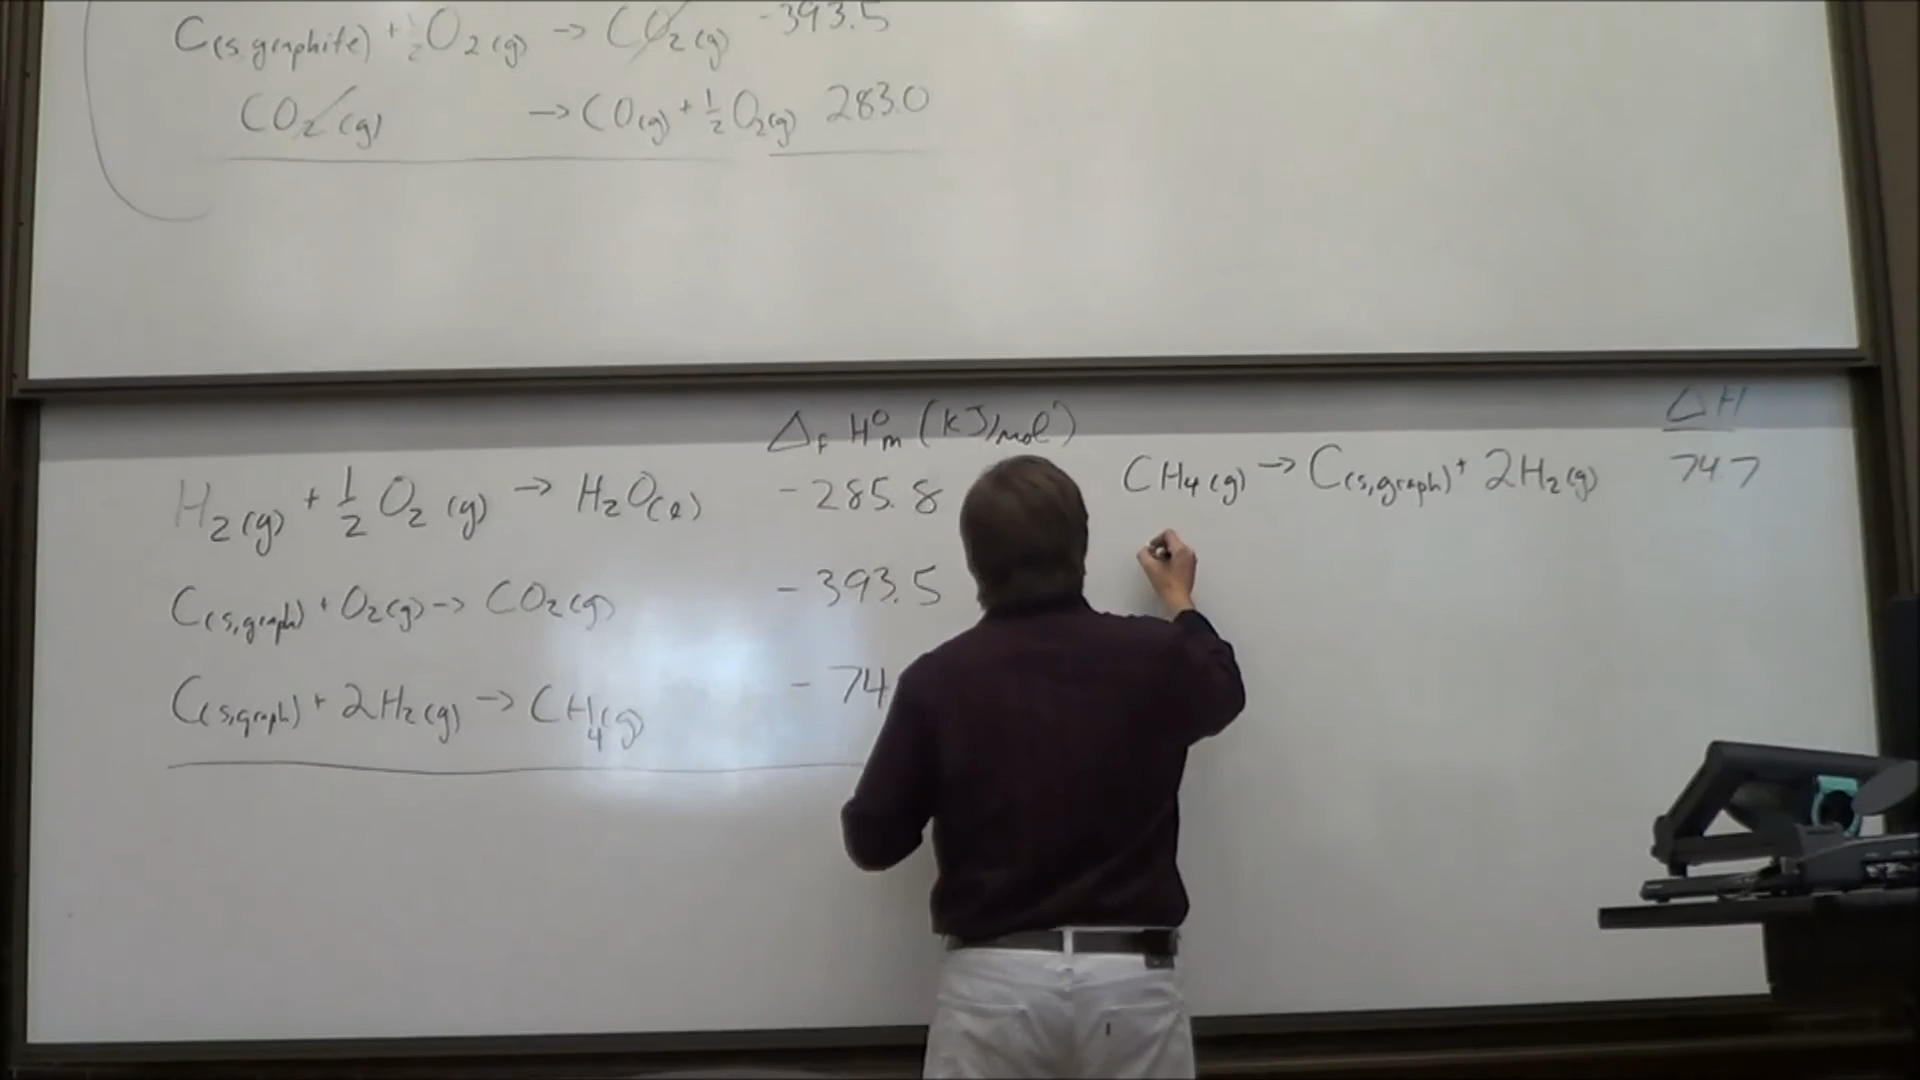 C(s, graphite) + ½ O₂(g) → CO₂(g) -393.5
CO₂(g) → CO(g) + ½ O₂(g) 283.0
Δf H°m (kJ/mol)
H₂(g) + ½ O₂(g) → H₂O(l) -285.8
C(s, graph) + O₂(g) → CO₂(g) -393.5
C(s, graph) + 2H₂(g) → CH₄(g) -74
ΔH
CH₄(g) → C(s, graph) + 2H₂(g) 74.7